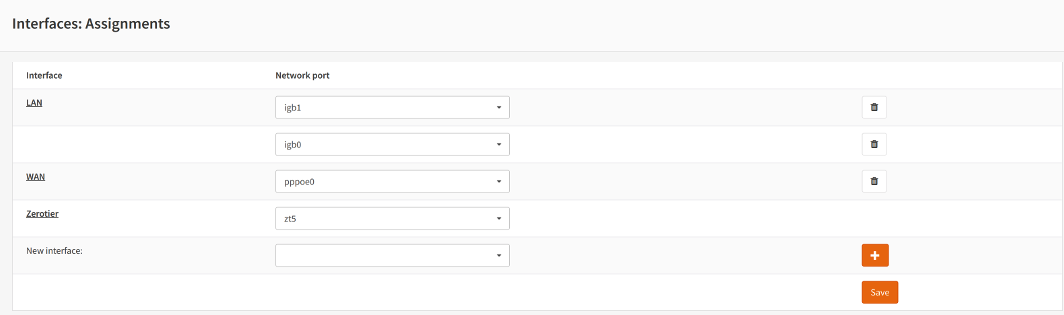 Interfaces: Assignments
Interface Network port
LAN igb1
igb0
WAN pppoe0
Zerotier zt5
New interface:
Save